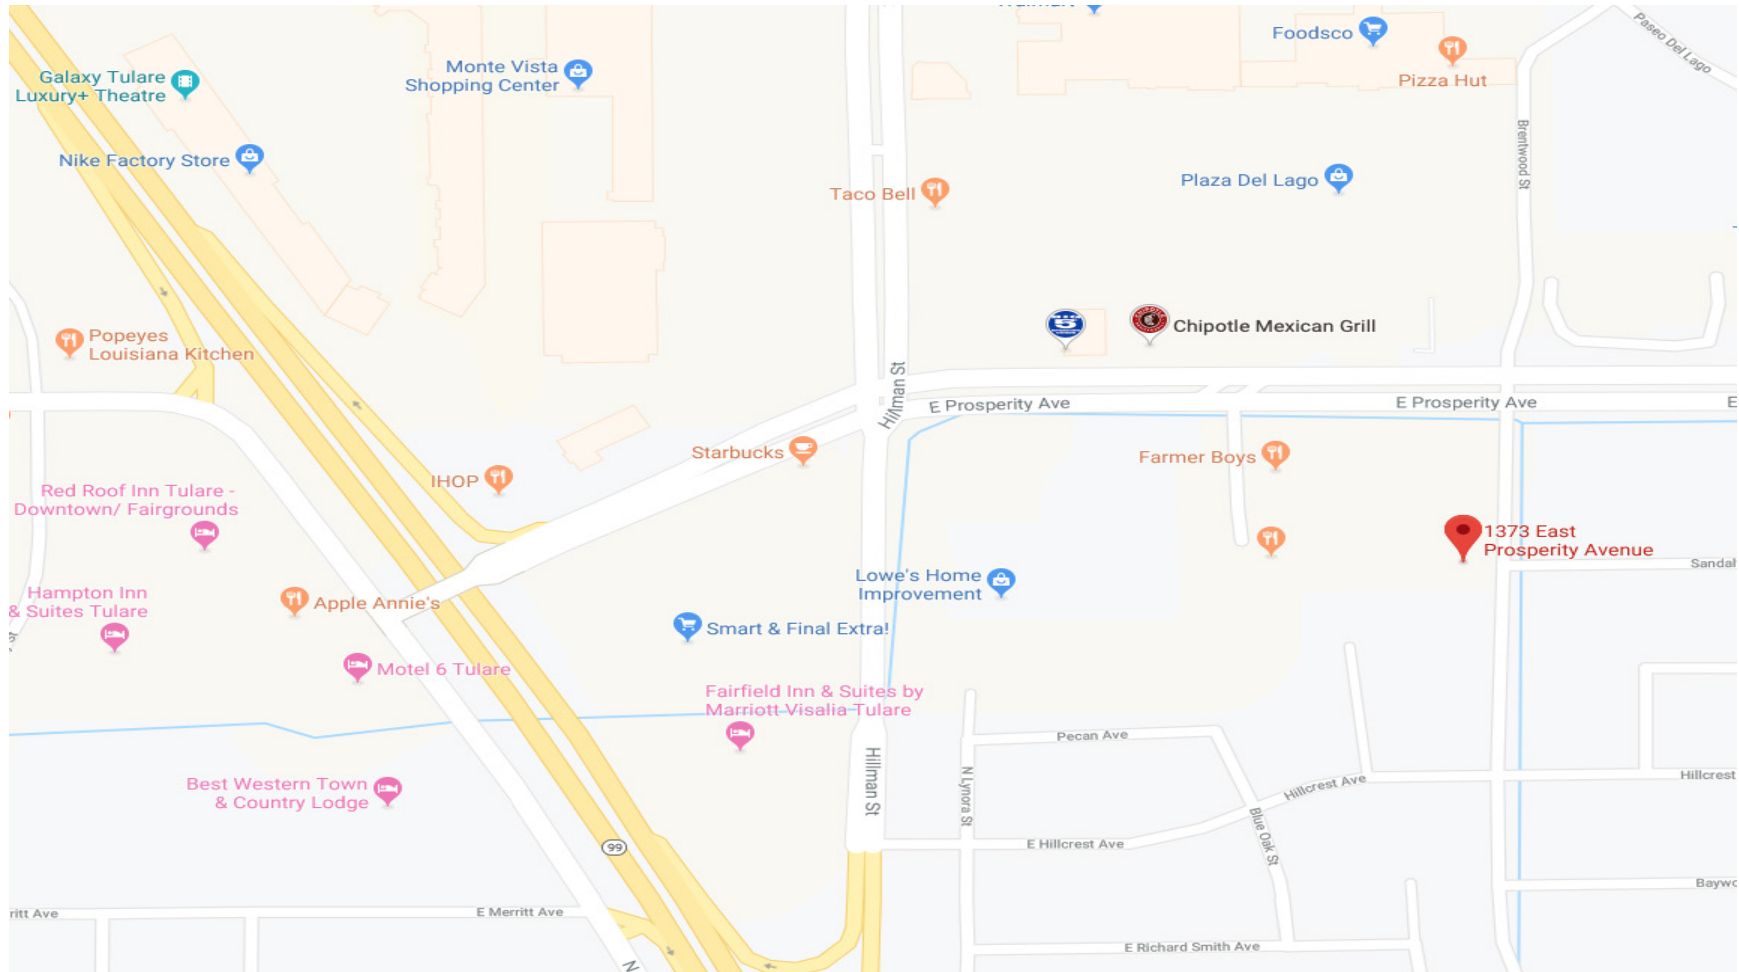 Foodsco
Pizza Hut
Paseo Del Lago
Galaxy Tulare
Luxury+ Theatre
Monte Vista
Shopping Center
Nike Factory Store
Brentwood St
Taco Bell
Plaza Del Lago
Popeyes
Louisiana Kitchen
5
Chipotle Mexican Grill
Hillman St
E Prosperity Ave
E Prosperity Ave
E
Starbucks
IHOP
Farmer Boys
Red Roof Inn Tulare -
Downtown/ Fairgrounds
1373 East
Prosperity Avenue
Sandal
Hampton Inn
& Suites Tulare
Apple Annie's
Lowe's Home
Improvement
Smart & Final Extra!
Motel 6 Tulare
Fairfield Inn & Suites by
Marriott Visalia Tulare
Pecan Ave
Hillman St
N Lynora St
Hillcrest Ave
Hillcrest
Best Western Town
& Country Lodge
Blue Oak St
99
E Hillcrest Ave
Baywo
ritt Ave
E Merritt Ave
E Richard Smith Ave
N